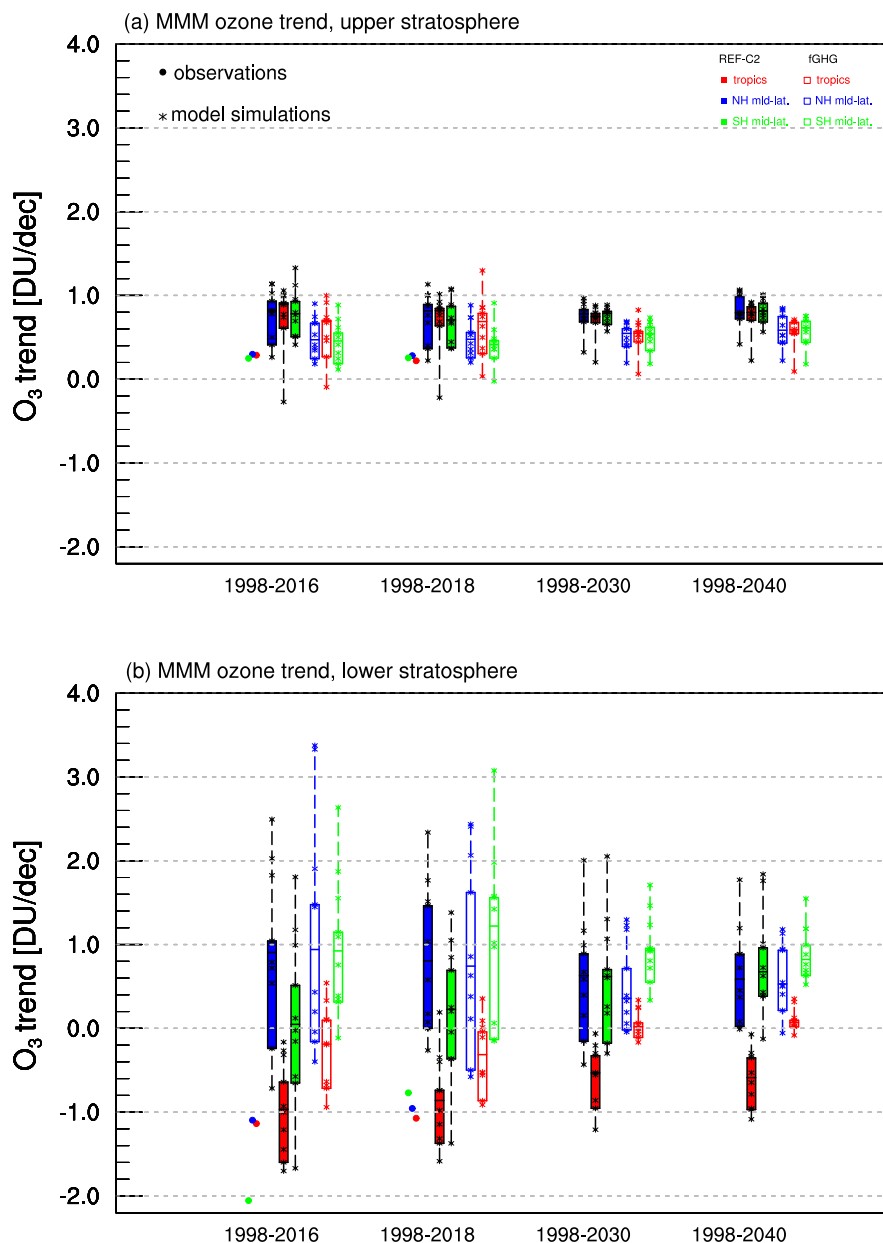 (a) MMM ozone trend, upper stratosphere
4.0
3.0
2.0
1.0
0.0
-1.0
-2.0
O3 trend [DU/dec]
observations
model simulations
REF-C2 fGHG
tropics tropics
NH mid-lat. NH mid-lat.
SH mid-lat. SH mid-lat.
1998-2016 1998-2018 1998-2030 1998-2040
(b) MMM ozone trend, lower stratosphere
4.0
3.0
2.0
1.0
0.0
-1.0
-2.0
O3 trend [DU/dec]
1998-2016 1998-2018 1998-2030 1998-2040